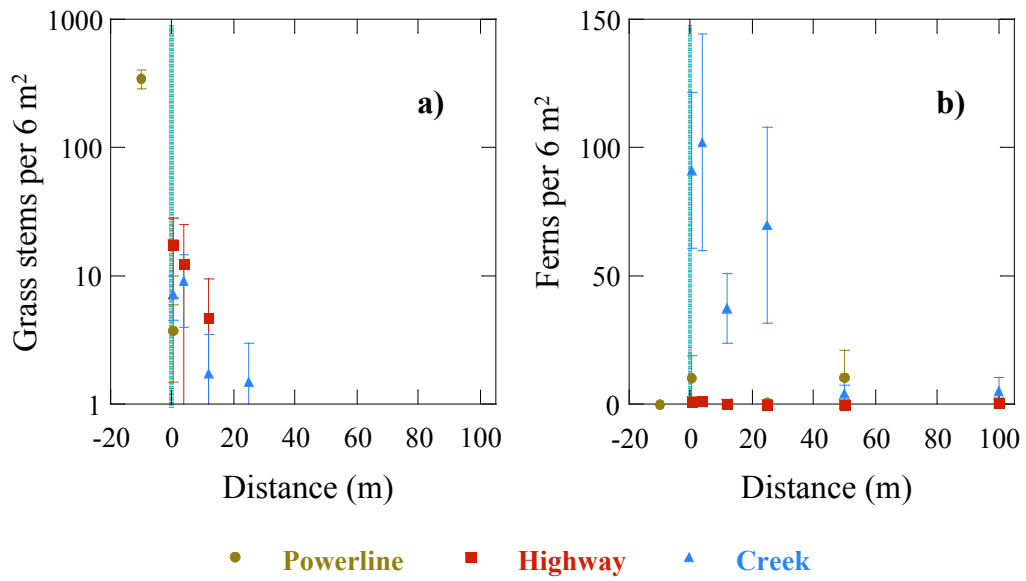 1000
100
10
1
-20 0 20 40 60 80 100
Grass stems per 6 m²
Distance (m)
a)
150
100
50
0
-20 0 20 40 60 80 100
Ferns per 6 m²
Distance (m)
b)
Powerline Highway Creek